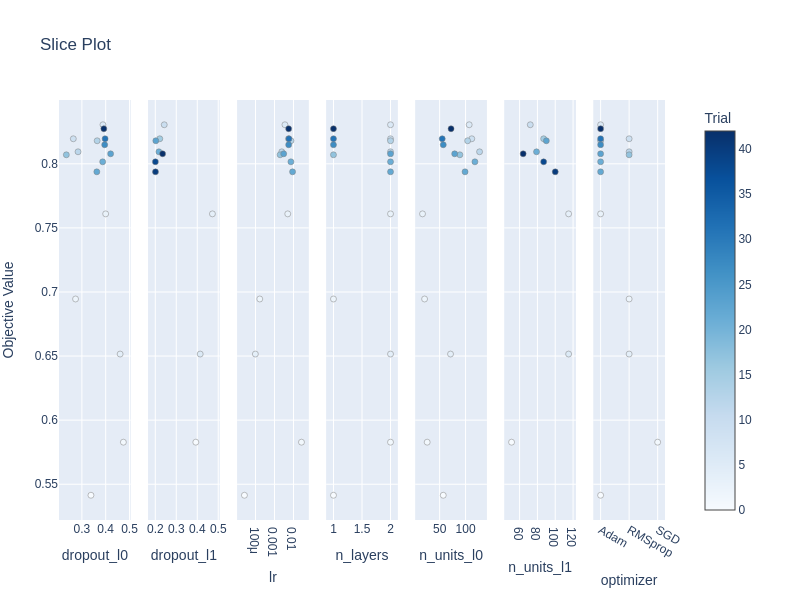 Slice Plot
Objective Value
0.8
0.75
0.7
0.65
0.6
0.55
0.3 0.4 0.5
dropout_l0
0.2 0.3 0.4 0.5
dropout_l1
100μ 0.001 0.01
lr
1 1.5 2
n_layers
50 100
n_units_l0
60 80 100 120
n_units_l1
Adam RMSprop SGD
optimizer
Trial
40
35
30
25
20
15
10
5
0